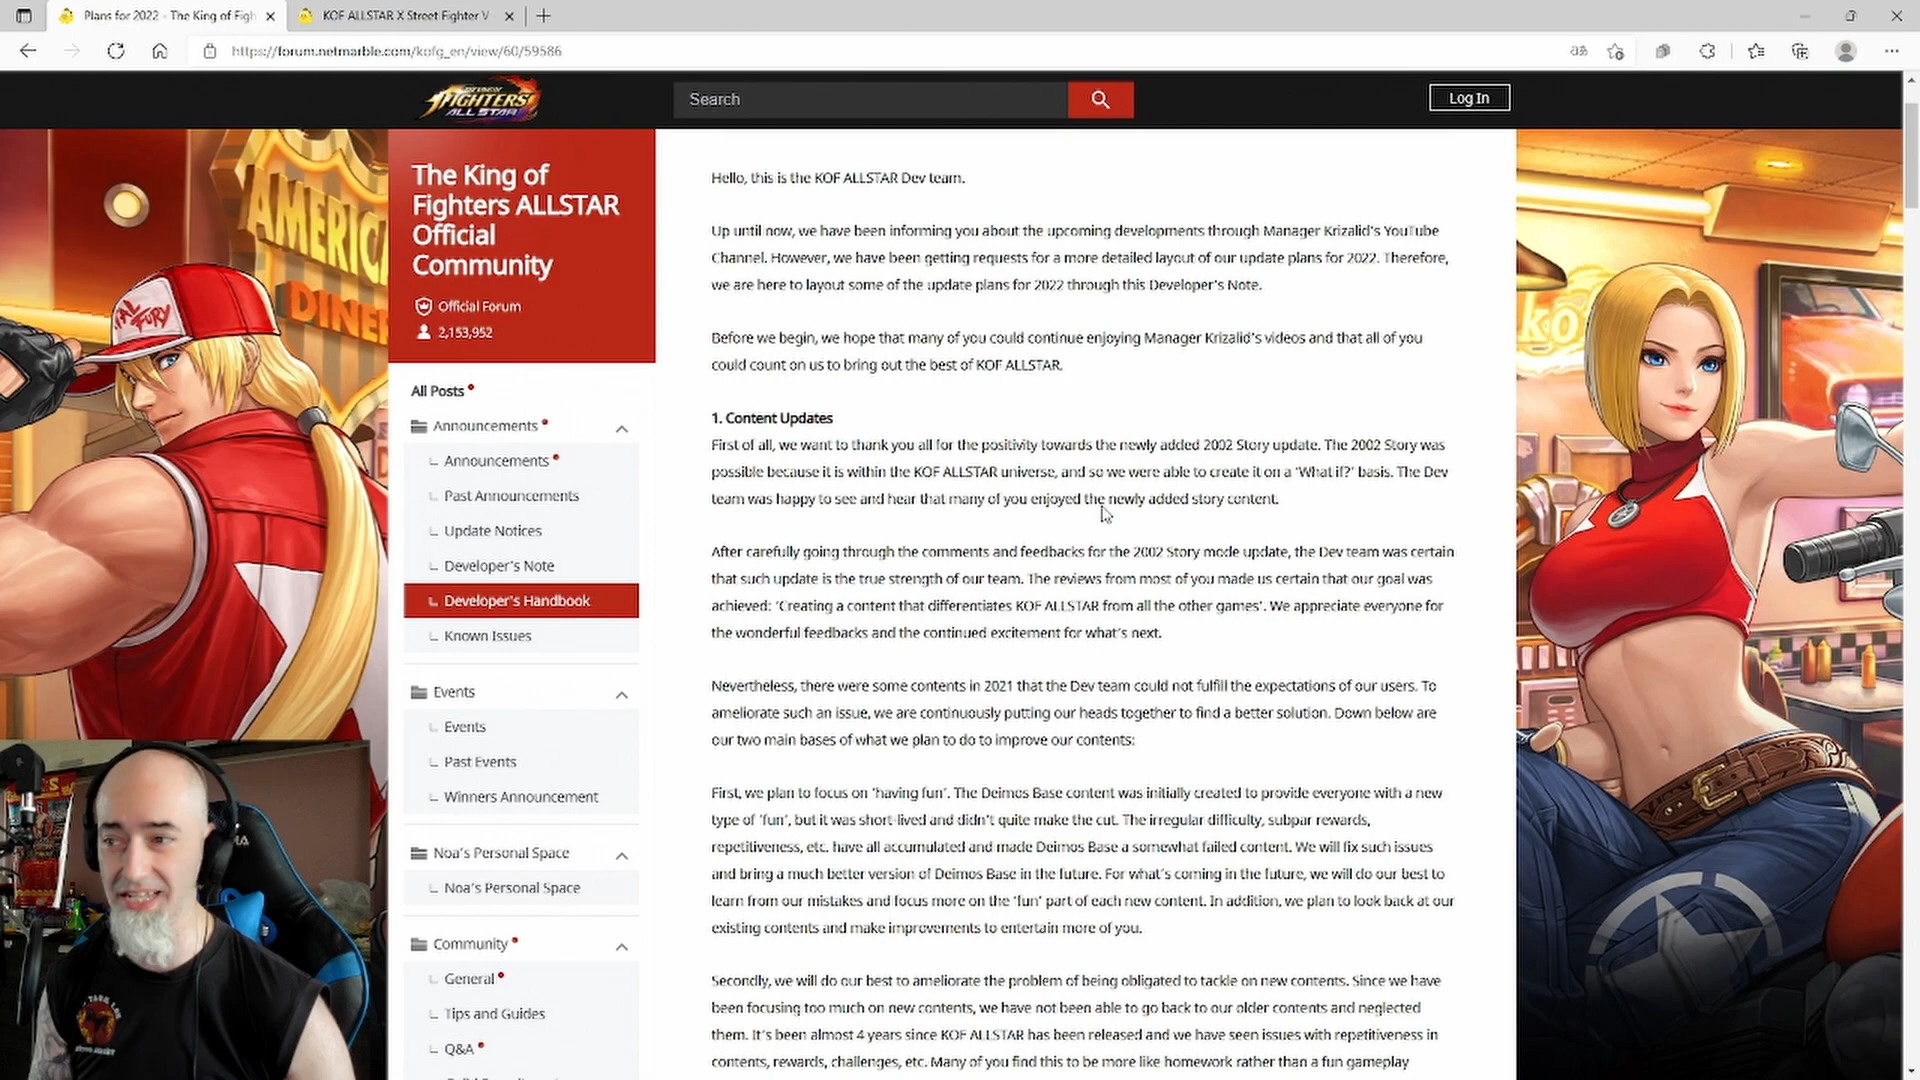 Plans for 2022 - The King of Figh
KOF ALLSTAR X Street Fighter V
https://forum.netmarble.com/kofg_en/view/60/59586
FIGHTERS
ALL STAR
Search
Log In
AMERICA
DINER
FATAL FURY
The King of
Fighters ALLSTAR
Official
Community
Official Forum
2,153,952
All Posts
Announcements
Announcements
Past Announcements
Update Notices
Developer's Note
Developer's Handbook
Known Issues
Events
Events
Past Events
Winners Announcement
Noa's Personal Space
Noa's Personal Space
Community
General
Tips and Guides
Q&A
Hello, this is the KOF ALLSTAR Dev team.
Up until now, we have been informing you about the upcoming developments through Manager Krizalid's YouTube
Channel. However, we have been getting requests for a more detailed layout of our update plans for 2022. Therefore,
we are here to layout some of the update plans for 2022 through this Developer's Note.
Before we begin, we hope that many of you could continue enjoying Manager Krizalid's videos and that all of you
could count on us to bring out the best of KOF ALLSTAR.
1. Content Updates
First of all, we want to thank you all for the positivity towards the newly added 2002 Story update. The 2002 Story was
possible because it is within the KOF ALLSTAR universe, and so we were able to create it on a 'What if?' basis. The Dev
team was happy to see and hear that many of you enjoyed the newly added story content.
After carefully going through the comments and feedbacks for the 2002 Story mode update, the Dev team was certain
that such update is the true strength of our team. The reviews from most of you made us certain that our goal was
achieved: 'Creating a content that differentiates KOF ALLSTAR from all the other games'. We appreciate everyone for
the wonderful feedbacks and the continued excitement for what's next.
Nevertheless, there were some contents in 2021 that the Dev team could not fulfill the expectations of our users. To
ameliorate such an issue, we are continuously putting our heads together to find a better solution. Down below are
our two main bases of what we plan to do to improve our contents:
First, we plan to focus on 'having fun'. The Deimos Base content was initially created to provide everyone with a new
type of 'fun', but it was short-lived and didn't quite make the cut. The irregular difficulty, subpar rewards,
repetitiveness, etc. have all accumulated and made Deimos Base a somewhat failed content. We will fix such issues
and bring a much better version of Deimos Base in the future. For what's coming in the future, we will do our best to
learn from our mistakes and focus more on the 'fun' part of each new content. In addition, we plan to look back at our
existing contents and make improvements to entertain more of you.
Secondly, we will do our best to ameliorate the problem of being obligated to tackle on new contents. Since we have
been focusing too much on new contents, we have not been able to go back to our older contents and neglected
them. It's been almost 4 years since KOF ALLSTAR has been released and we have seen issues with repetitiveness in
contents, rewards, challenges, etc. Many of you find this to be more like homework rather than a fun gameplay